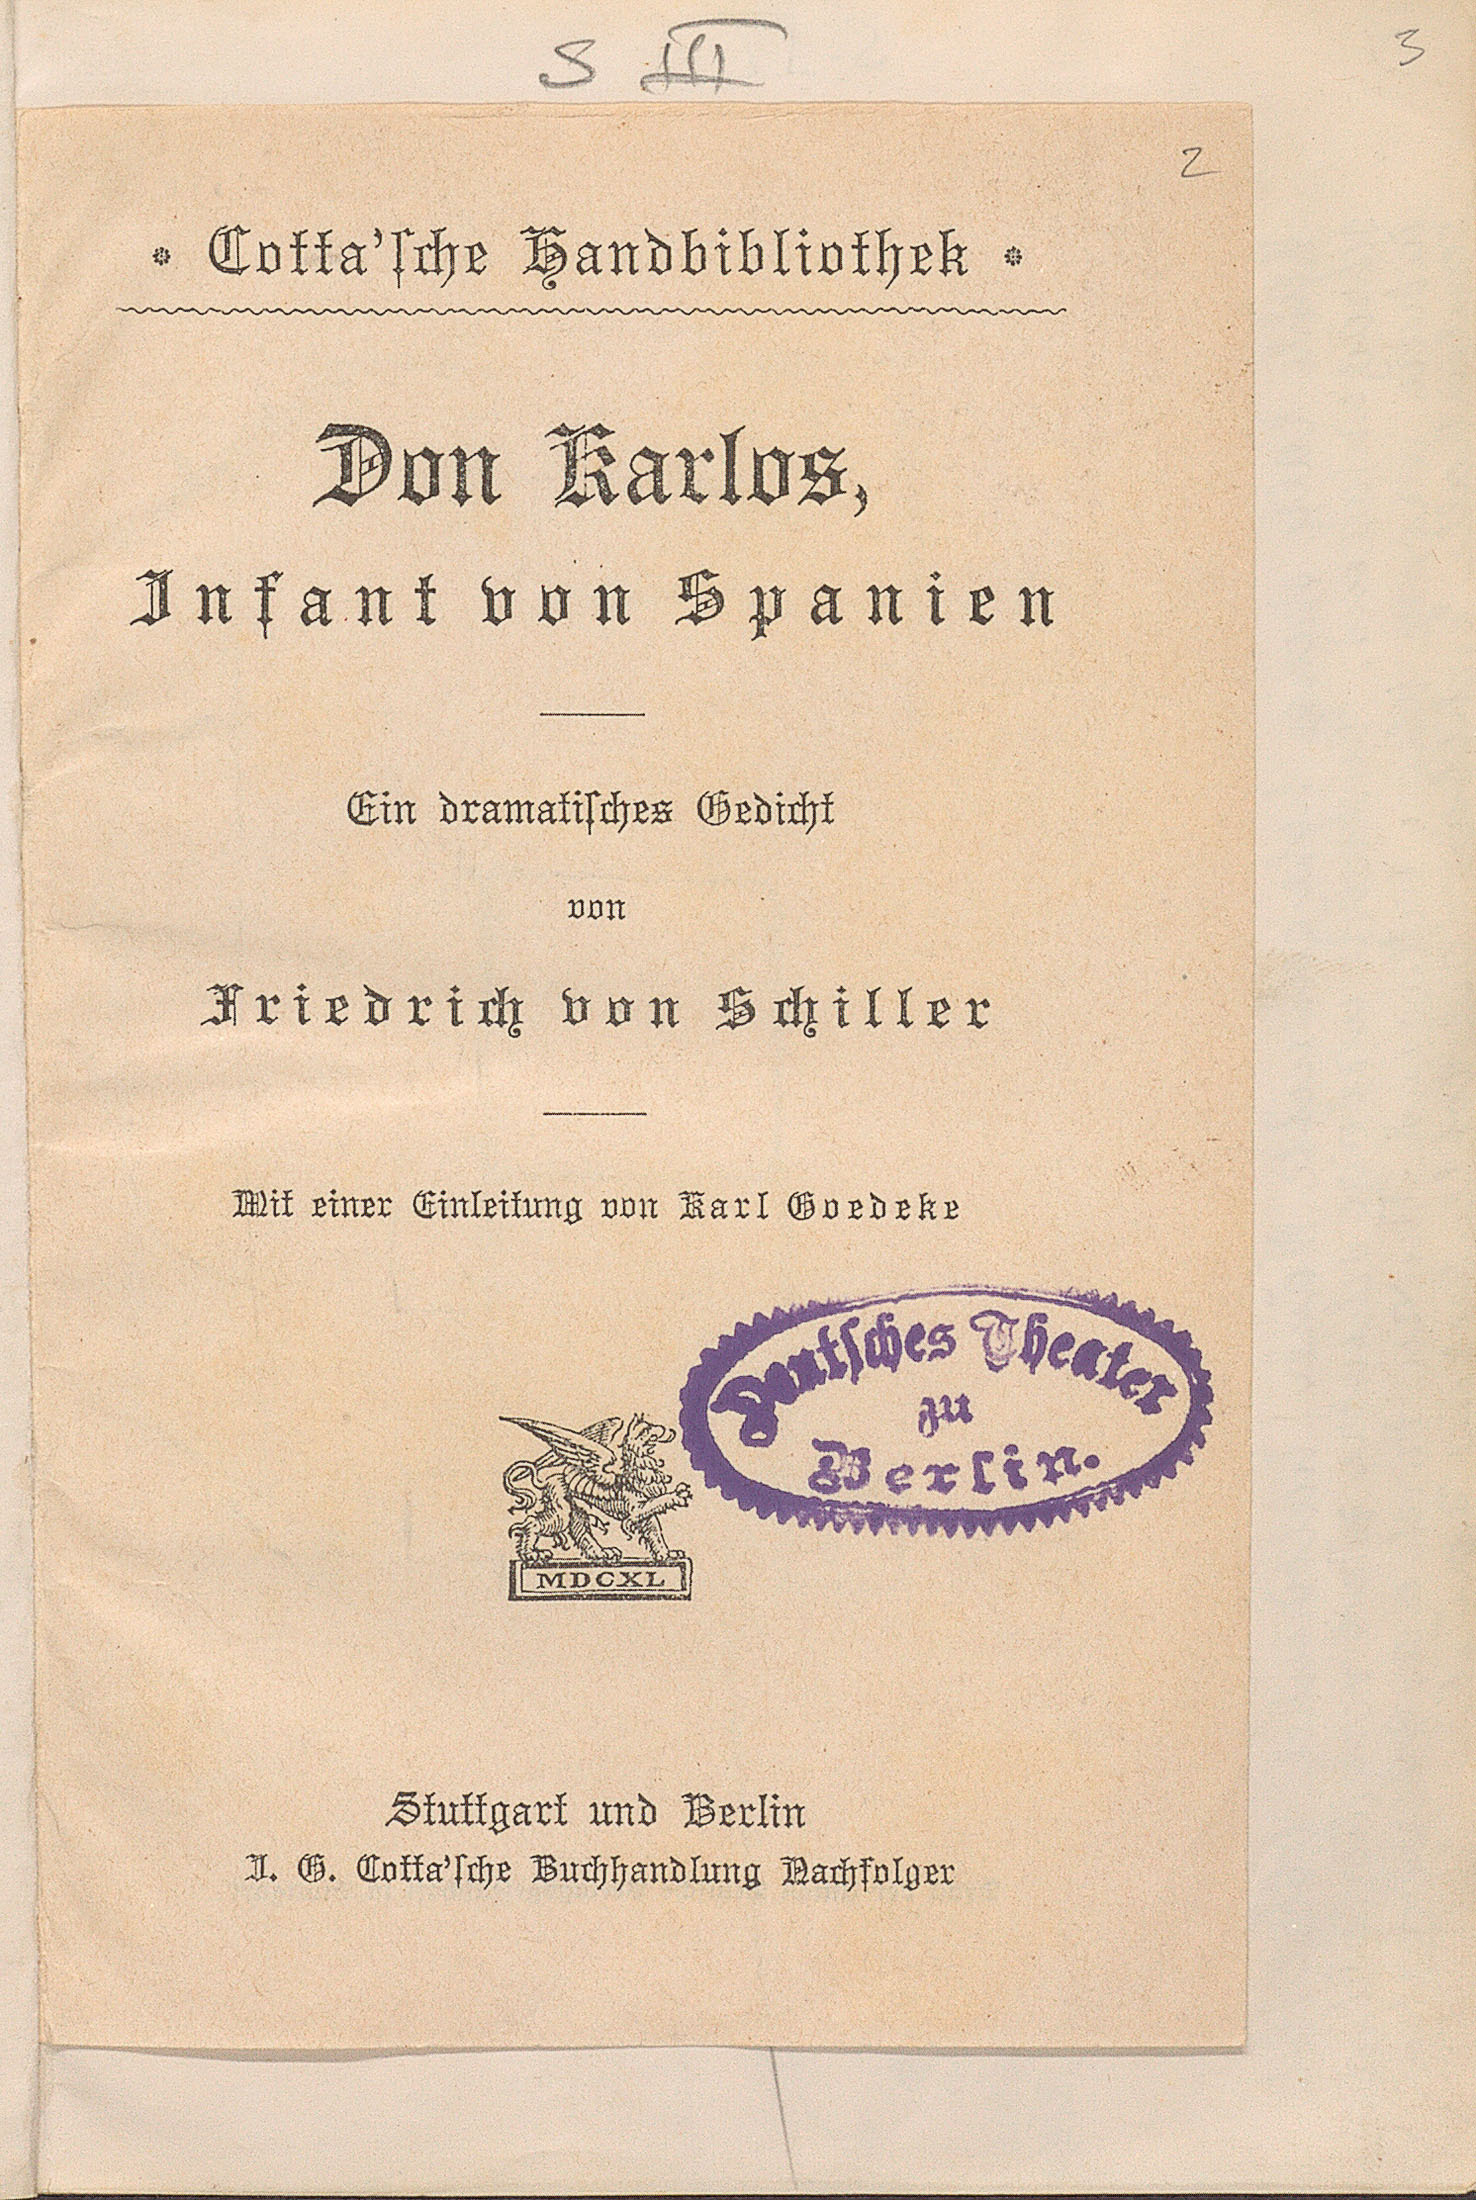 S III
3
2
* Cotta'ſche Handbibliothek *
Don Karlos,
Infant von Spanien
Ein dramatiſches Gedicht
von
Friedrich von Schiller
Mit einer Einleitung von Karl Goedeke
Deutſches Theater
zu
Berlin.
MDCXL
Stuttgart und Berlin
J. G. Cotta'ſche Buchhandlung Nachfolger